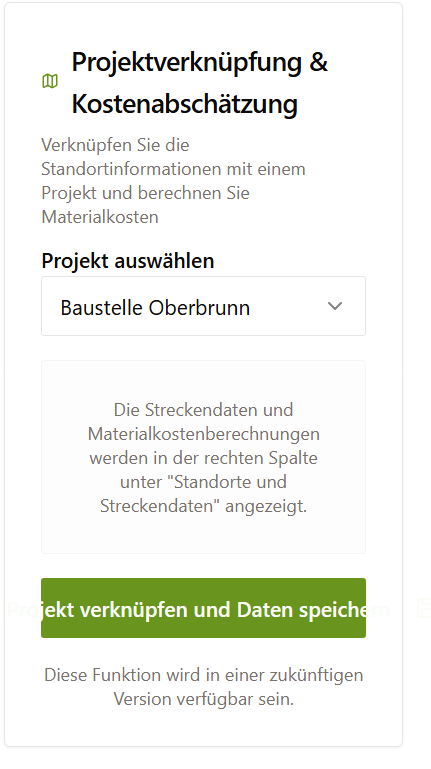 Projektverknüpfung &
Kostenabschätzung
Verknüpfen Sie die
Standortinformationen mit einem
Projekt und berechnen Sie
Materialkosten
Projekt auswählen
Baustelle Oberbrunn
Die Streckendaten und
Materialkostenberechnungen
werden in der rechten Spalte
unter "Standorte und
Streckendaten" angezeigt.
Projekt verknüpfen und Daten speichern
Diese Funktion wird in einer zukünftigen
Version verfügbar sein.